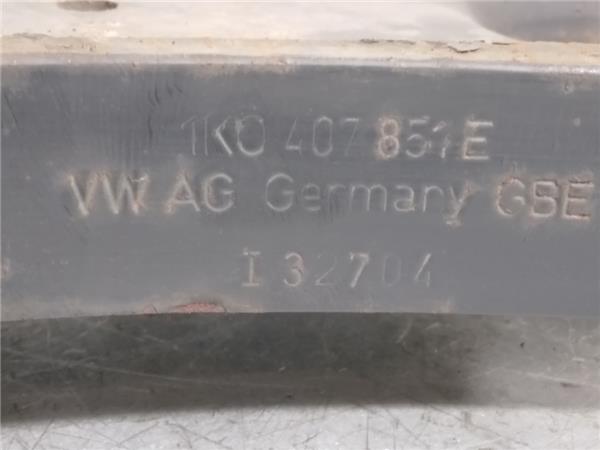 1K0 407 851 E
VW AG Germany GBE
I 32704